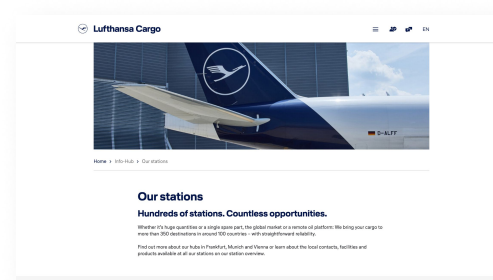 Lufthansa Cargo
EN
D-ALFF
Home > Info-Hub > Our stations
Our stations
Hundreds of stations. Countless opportunities.
Whether it's huge quantities or a single spare part, the global market or a remote oil platform: We bring your cargo to
more than 350 destinations in around 100 countries – with straightforward reliability.
Find out more about our hubs in Frankfurt, Munich and Vienna or learn about the local contacts, facilities and
products available at all our stations on our station overview.